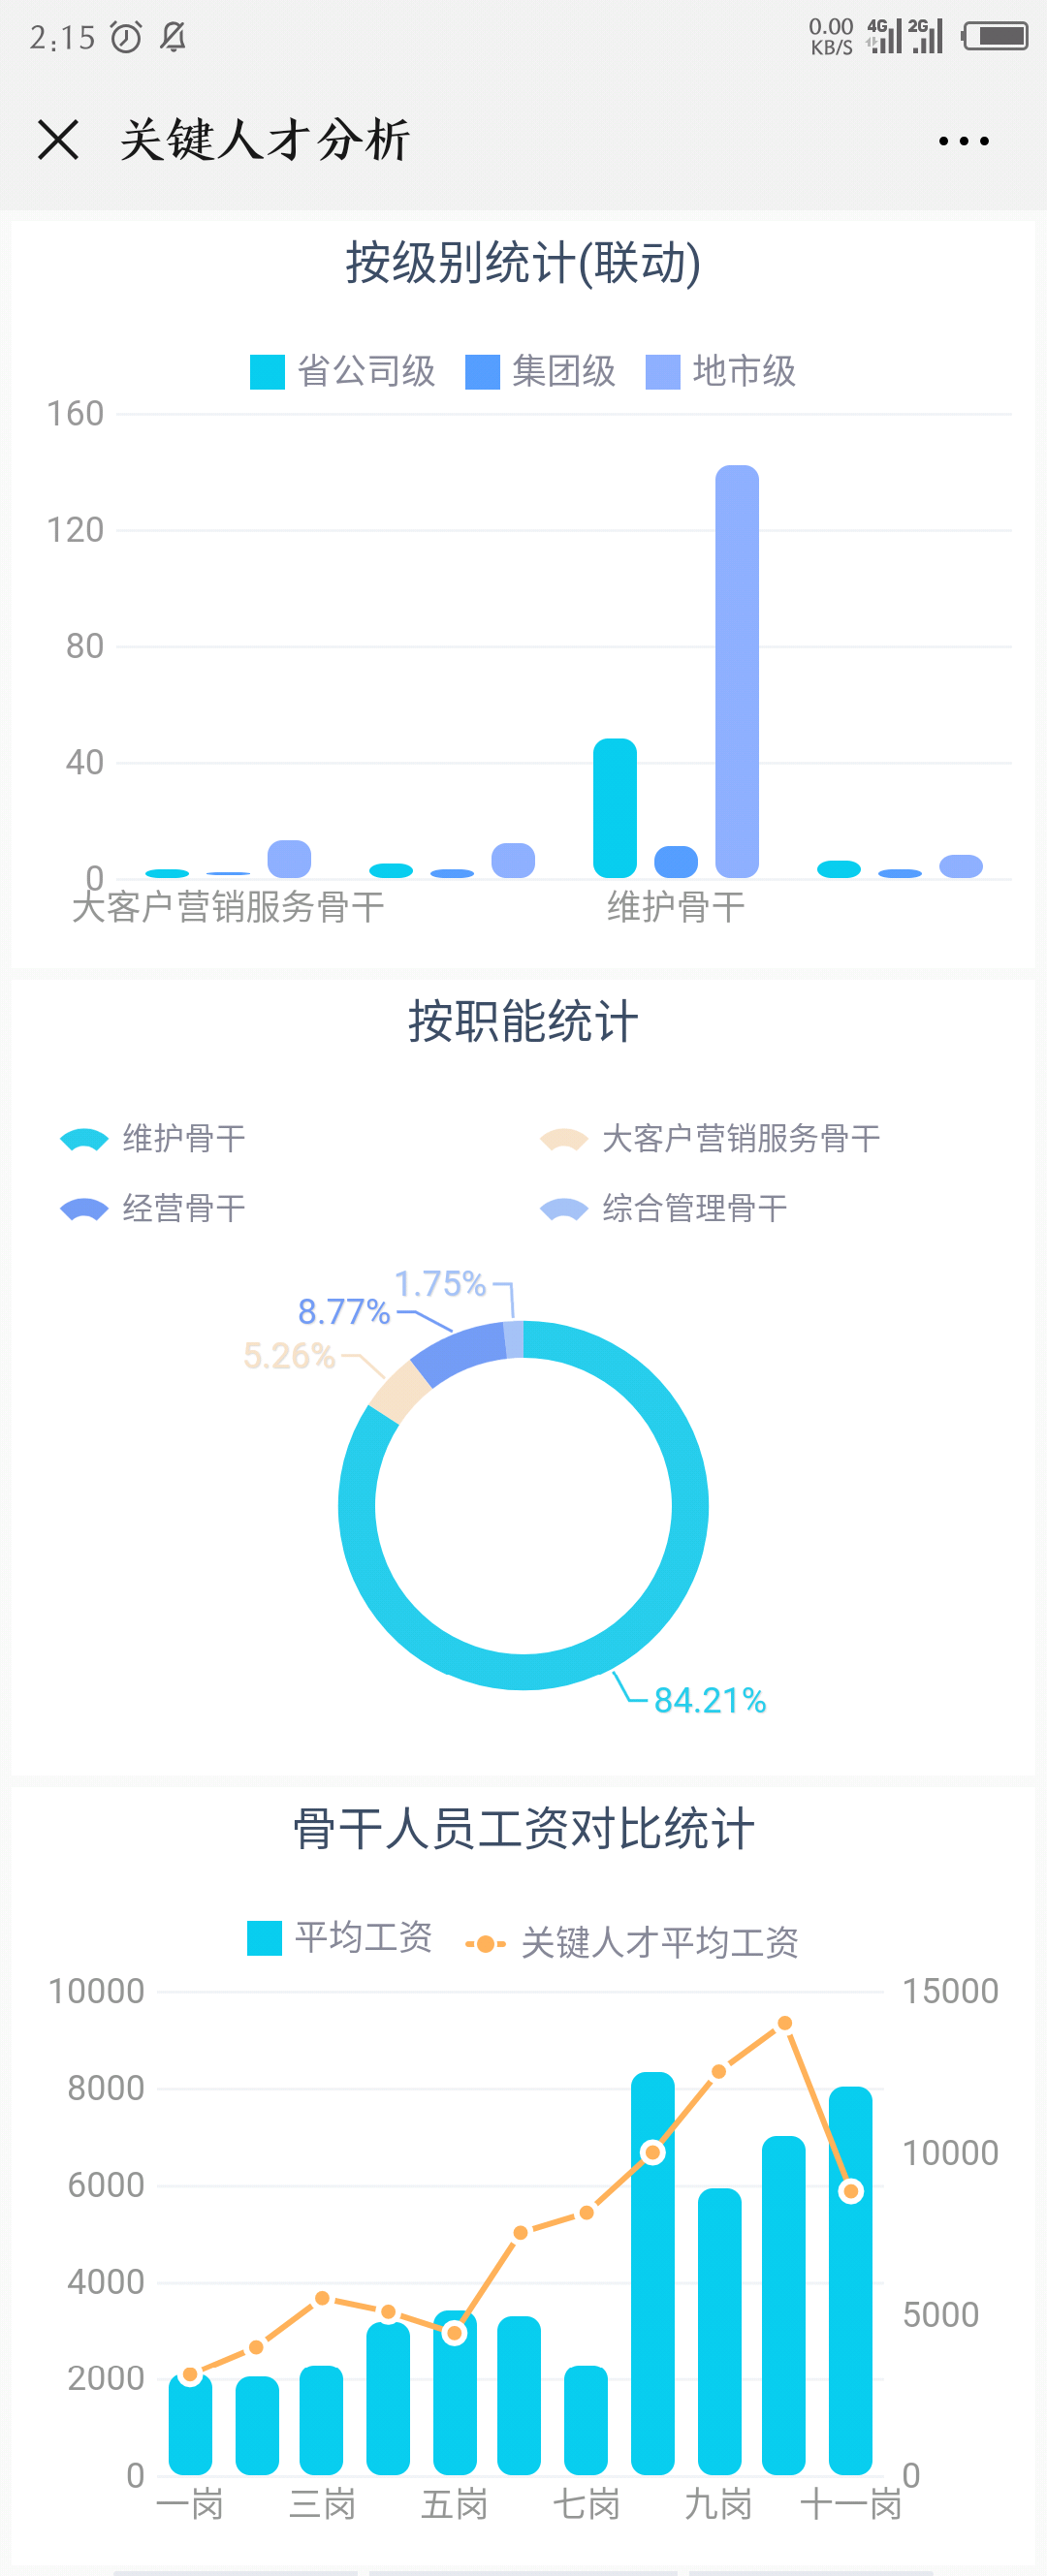 2:15
0.00
KB/S
4G
2G
关键人才分析
按级别统计(联动)
省公司级 集团级 地市级
160
120
80
40
0
大客户营销服务骨干 维护骨干
按职能统计
维护骨干 大客户营销服务骨干
经营骨干 综合管理骨干
1.75%
8.77%
5.26%
84.21%
骨干人员工资对比统计
平均工资 关键人才平均工资
10000 15000
8000
10000
6000
4000
5000
2000
0 0
一岗 三岗 五岗 七岗 九岗 十一岗